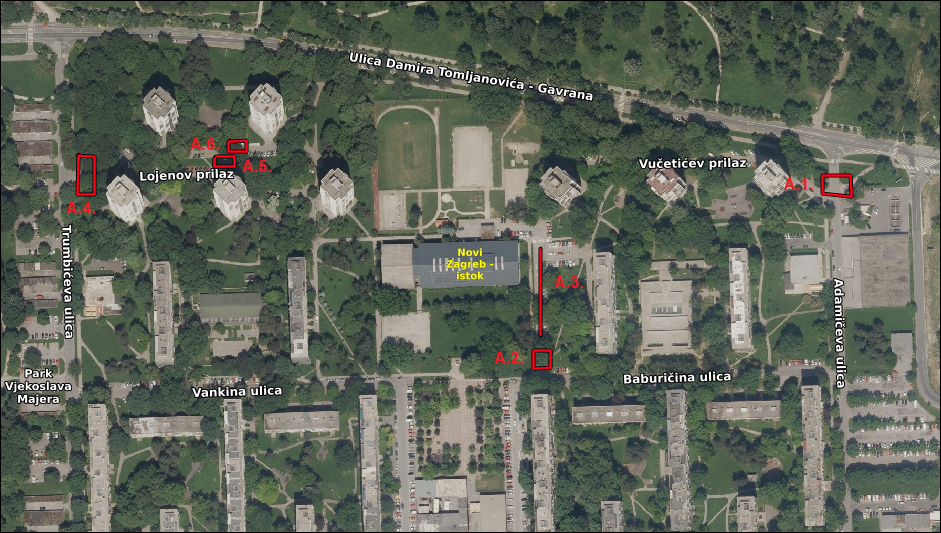 Ulica Damira Tomljanovića - Gavrana
A.6.
A.5.
Lojenov prilaz
Vučetićev prilaz
A.1.
A.4.
Trumbićeva ulica
Novi
Zagreb -
istok
A.3.
Adamićeva ulica
A.2.
Park
Vjekoslava
Majera
Vankina ulica
Baburičina ulica